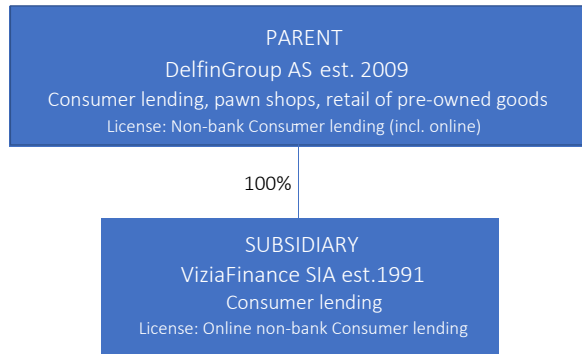 PARENT
DelfinGroup AS est. 2009
Consumer lending, pawn shops, retail of pre-owned goods
License: Non-bank Consumer lending (incl. online)
100%
SUBSIDIARY
ViziaFinance SIA est.1991
Consumer lending
License: Online non-bank Consumer lending